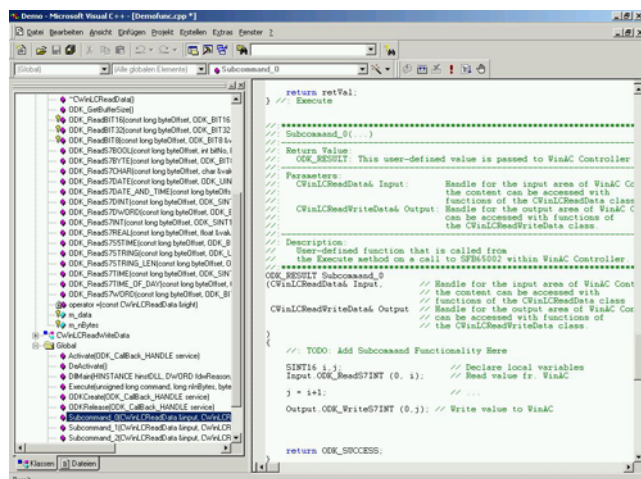 Demo - Microsoft Visual C++ - [Demofunc.cpp *]
Datei Bearbeiten Ansicht Einfügen Projekt Erstellen Extras Fenster ?
(Global)
(Alle globalen Elemente)
Subcommand_0
~CWinLCReadData()
ODK_GetBufferSize()
ODK_ReadBIT16(const long byteOffset, ODK_BIT16
ODK_ReadBIT32(const long byteOffset, ODK_BIT32
ODK_ReadBIT8(const long byteOffset, ODK_BIT8 &v
ODK_ReadS7BOOL(const long byteOffset, int bitNo,
ODK_ReadS7BYTE(const long byteOffset, ODK_BIT8
ODK_ReadS7CHAR(const long byteOffset, char &val
ODK_ReadS7DATE(const long byteOffset, ODK_UIN
ODK_ReadS7DATE_AND_TIME(const long byteOffs
ODK_ReadS7DINT(const long byteOffset, ODK_SIN
ODK_ReadS7DWORD(const long byteOffset, ODK_B
ODK_ReadS7INT(const long byteOffset, ODK_SINT1
ODK_ReadS7REAL(const long byteOffset, float &valu
ODK_ReadS7S5TIME(const long byteOffset, ODK_B
ODK_ReadS7STRING(const long byteOffset, ODK_L
ODK_ReadS7STRING_LEN(const long byteOffset, O
ODK_ReadS7TIME(const long byteOffset, ODK_SIN
ODK_ReadS7TIME_OF_DAY(const long byteOffset,
ODK_ReadS7WORD(const long byteOffset, ODK_BI
operator =(const CWinLCReadData &right)
m_data
m_nBytes
CWinLCReadWriteData
Global
Activate(ODK_CallBack_HANDLE service)
DeActivate()
DllMain(HINSTANCE hinstDLL, DWORD fdwReason,
Execute(unsigned long command, long nInBytes, byte
ODKCreate(ODK_CallBack_HANDLE service)
ODKRelease(ODK_CallBack_HANDLE service)
Subcommand_0(CWinLCReadData &input, CWinLCR
Subcommand_1(CWinLCReadData &input, CWinLCR
Subcommand_2(CWinLCReadData &input, CWinLCR
Klassen Dateien
return retVal;
} //: Execute
//: Subcommand_0(...)
//: Return Value:
//: ODK_RESULT: This user-defined value is passed to WinAC Controller
//: Parameters:
//: CWinLCReadData& Input: Handle for the input area of WinAC C
//: the content can be accessed with
//: functions of the CWinLCReadData class
//: CWinLCReadWriteData& Output: Handle for the output area of WinAC
//: can be accessed with functions of
//: the CWinLCReadWriteData class.
//: Description:
//: User-defined function that is called from
//: the Execute method on a call to SFB65002 within WinAC Controller
ODK_RESULT Subcommand_0
(CWinLCReadData& Input, // Handle for the input area of WinAC Con
// the content can be accessed with
// functions of the CWinLCReadData class
CWinLCReadWriteData& Output // Handle for the output area of WinAC Co
// can be accessed with functions of
// the CWinLCReadWriteData class.
)
{
//: TODO: Add Subcommand Functionality Here
SINT16 i,j; // Declare local variables
Input.ODK_ReadS7INT (0, i); // Read value fr. WinAC
j = i+1; // ...
Output.ODK_WriteS7INT (0,j); // Write value to WinAC
return ODK_SUCCESS;
}